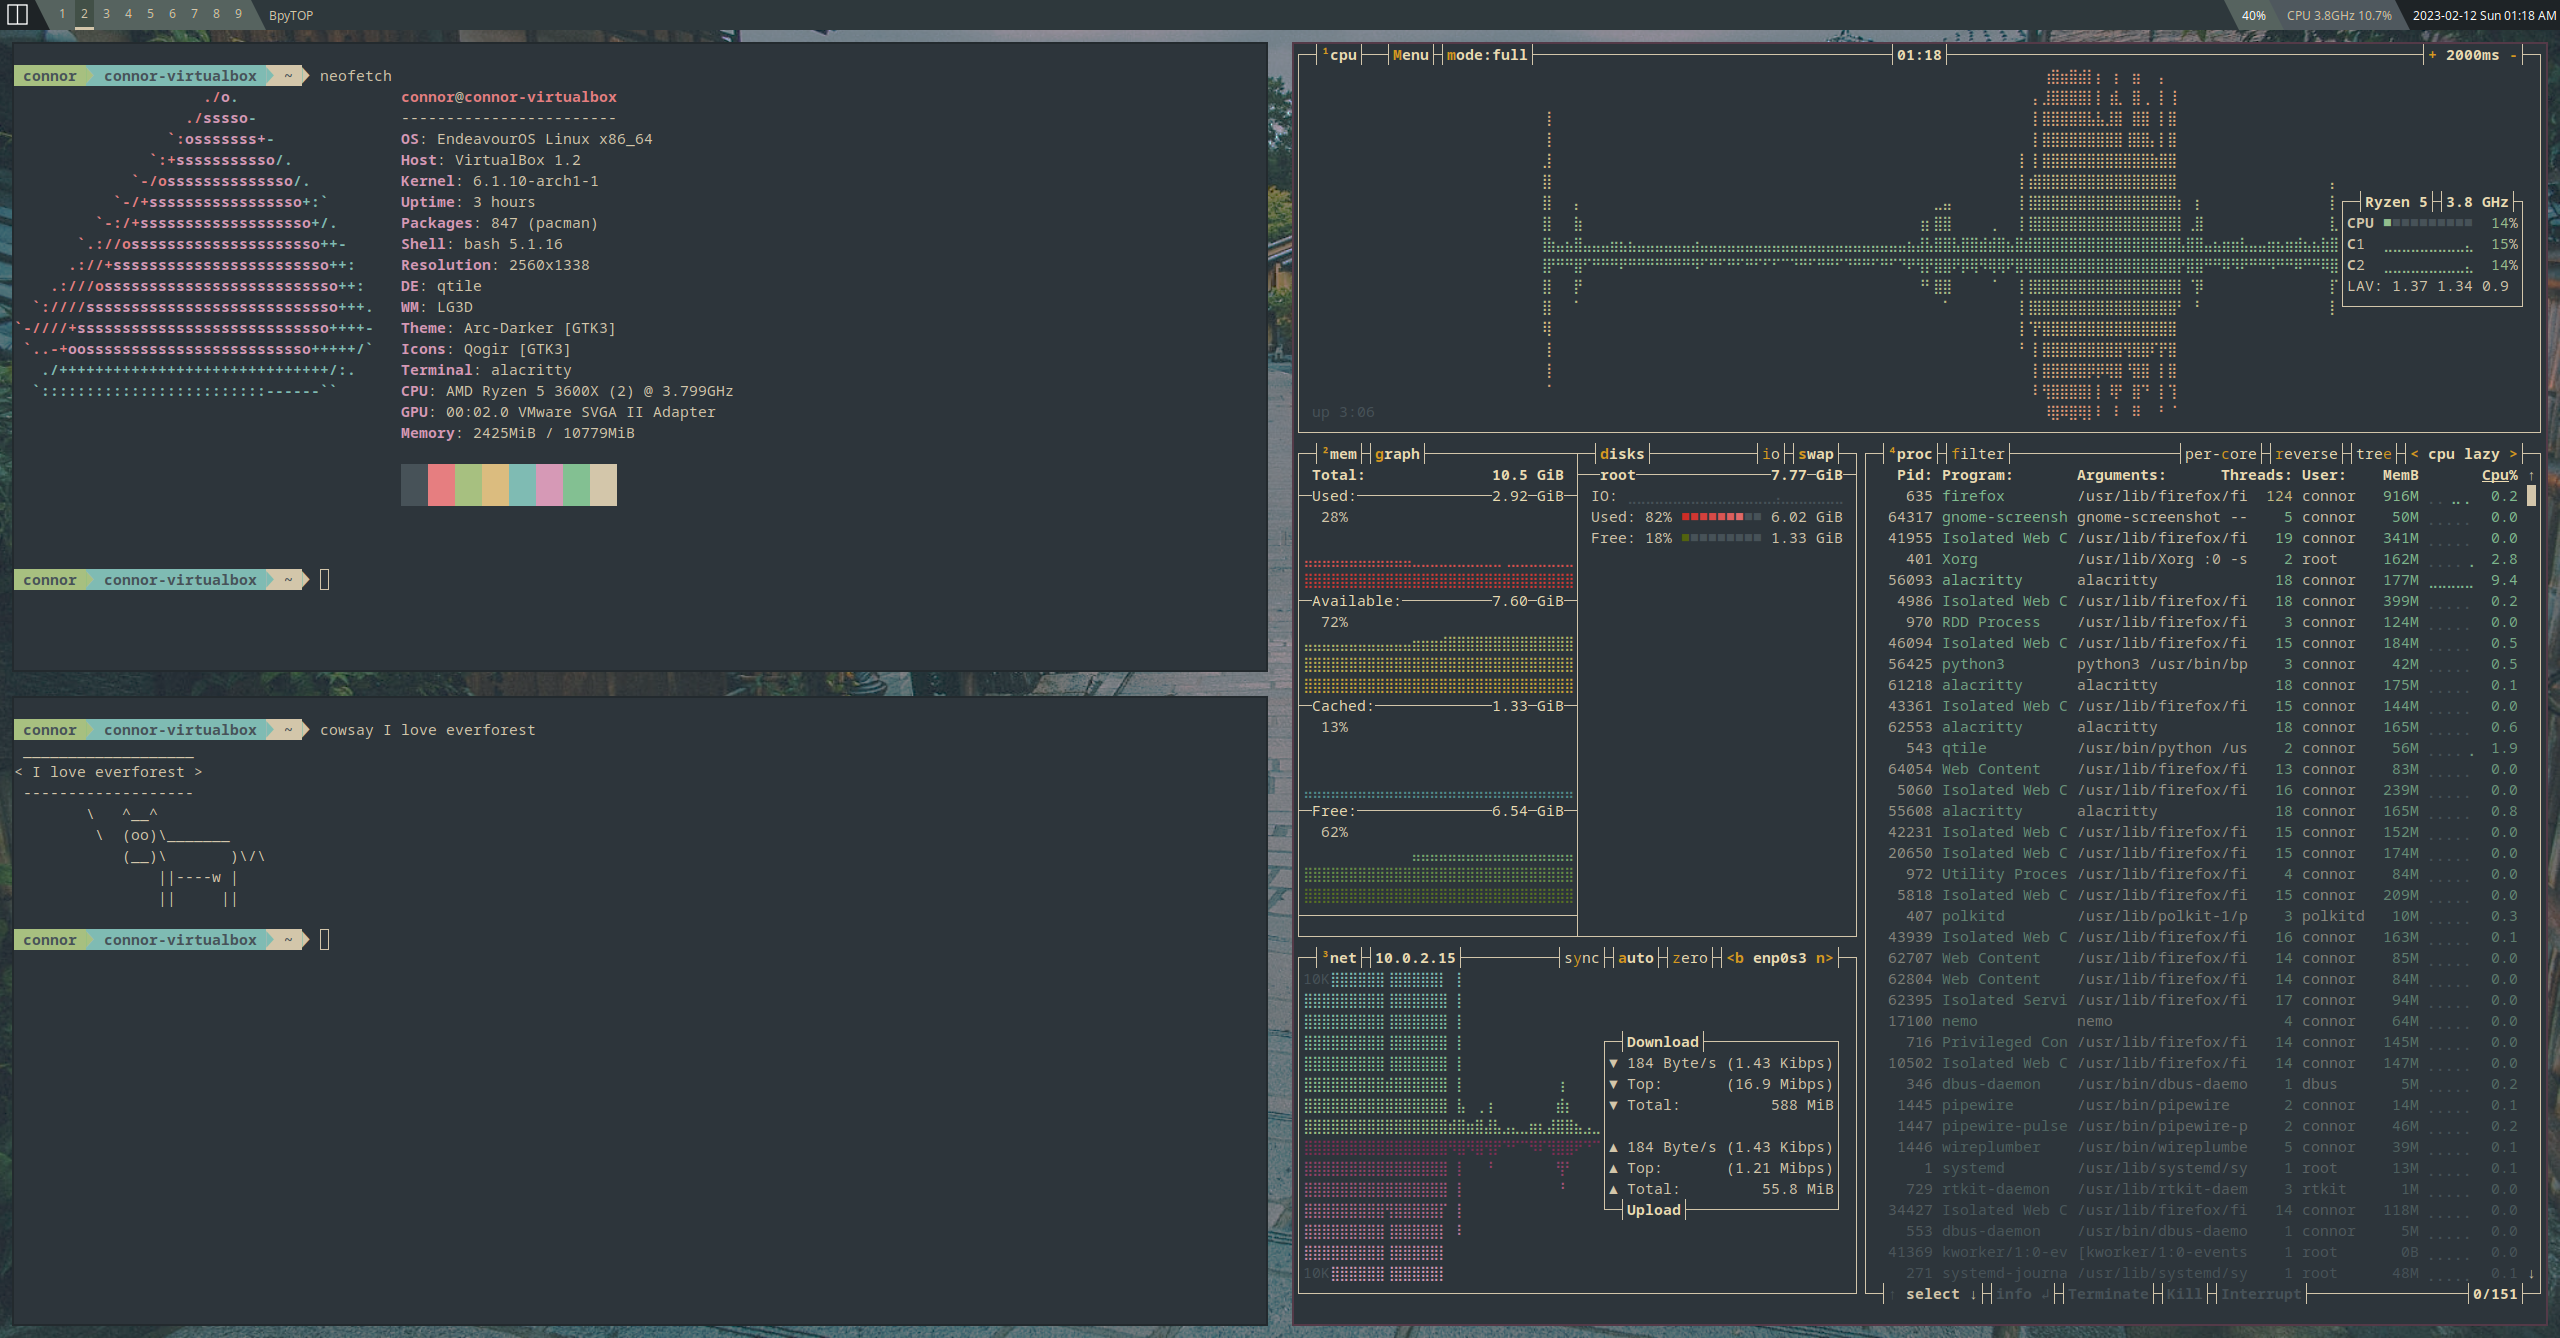 1 2 3 4 5 6 7 8 9 BpyTOP 40% CPU 3.8GHz 10.7% 2023-02-12 Sun 01:18 AM
connor connor-virtualbox ~ neofetch
./o.
./sssso-
`:osssssss+-
`:+sssssssssso/.
`-/ossssssssssssso/.
`-/+sssssssssssssssso+:`
`-:/+sssssssssssssssssso+/.
`.://osssssssssssssssssssso++-
.://+ssssssssssssssssssssssso++:
.:///ossssssssssssssssssssssssso++:
`:////ssssssssssssssssssssssssssso+++.
`-////+ssssssssssssssssssssssssssso++++-
`..-+oosssssssssssssssssssssssso+++++/`
./++++++++++++++++++++++++++++++/:.
`:::::::::::::::::::::::::------``
connor@connor-virtualbox
------------------------
OS: EndeavourOS Linux x86_64
Host: VirtualBox 1.2
Kernel: 6.1.10-arch1-1
Uptime: 3 hours
Packages: 847 (pacman)
Shell: bash 5.1.16
Resolution: 2560x1338
DE: qtile
WM: LG3D
Theme: Arc-Darker [GTK3]
Icons: Qogir [GTK3]
Terminal: alacritty
CPU: AMD Ryzen 5 3600X (2) @ 3.799GHz
GPU: 00:02.0 VMware SVGA II Adapter
Memory: 2425MiB / 10779MiB
connor connor-virtualbox ~
connor connor-virtualbox ~ cowsay I love everforest
___________________
< I love everforest >
-------------------
\   ^__^
\  (oo)\_______
(__)\       )\/\
||----w |
||     ||
connor connor-virtualbox ~
¹cpu Menu mode:full 01:18 + 2000ms -
Ryzen 5 3.8 GHz
CPU 14%
C1 15%
C2 14%
LAV: 1.37 1.34 0.9
up 3:06
²mem graph
Total: 10.5 GiB
Used: 2.92 GiB
28%
Available: 7.60 GiB
72%
Cached: 1.33 GiB
13%
Free: 6.54 GiB
62%
disks io swap
root 7.77 GiB
IO:
Used: 82% 6.02 GiB
Free: 18% 1.33 GiB
³net 10.0.2.15 sync auto zero <b enp0s3 n>
10K
Download
▼ 184 Byte/s (1.43 Kibps)
▼ Top: (16.9 Mibps)
▼ Total: 588 MiB
▲ 184 Byte/s (1.43 Kibps)
▲ Top: (1.21 Mibps)
▲ Total: 55.8 MiB
Upload
10K
⁴proc filter per-core reverse tree < cpu lazy >
Pid: Program: Arguments: Threads: User: MemB Cpu% ↑
635 firefox /usr/lib/firefox/fi 124 connor 916M 0.2
64317 gnome-screensh gnome-screenshot -- 5 connor 50M 0.0
41955 Isolated Web C /usr/lib/firefox/fi 19 connor 341M 0.0
401 Xorg /usr/lib/Xorg :0 -s 2 root 162M 2.8
56093 alacritty alacritty 18 connor 177M 9.4
4986 Isolated Web C /usr/lib/firefox/fi 18 connor 399M 0.2
970 RDD Process /usr/lib/firefox/fi 3 connor 124M 0.0
46094 Isolated Web C /usr/lib/firefox/fi 15 connor 184M 0.5
56425 python3 python3 /usr/bin/bp 3 connor 42M 0.5
61218 alacritty alacritty 18 connor 175M 0.1
43361 Isolated Web C /usr/lib/firefox/fi 15 connor 144M 0.0
62553 alacritty alacritty 18 connor 165M 0.6
543 qtile /usr/bin/python /us 2 connor 56M 1.9
64054 Web Content /usr/lib/firefox/fi 13 connor 83M 0.0
5060 Isolated Web C /usr/lib/firefox/fi 16 connor 239M 0.0
55608 alacritty alacritty 18 connor 165M 0.8
42231 Isolated Web C /usr/lib/firefox/fi 15 connor 152M 0.0
20650 Isolated Web C /usr/lib/firefox/fi 15 connor 174M 0.0
972 Utility Proces /usr/lib/firefox/fi 4 connor 84M 0.0
5818 Isolated Web C /usr/lib/firefox/fi 15 connor 209M 0.0
407 polkitd /usr/lib/polkit-1/p 3 polkitd 10M 0.3
43939 Isolated Web C /usr/lib/firefox/fi 16 connor 163M 0.1
62707 Web Content /usr/lib/firefox/fi 14 connor 85M 0.0
62804 Web Content /usr/lib/firefox/fi 14 connor 84M 0.0
62395 Isolated Servi /usr/lib/firefox/fi 17 connor 94M 0.0
17100 nemo nemo 4 connor 64M 0.0
716 Privileged Con /usr/lib/firefox/fi 14 connor 145M 0.0
10502 Isolated Web C /usr/lib/firefox/fi 14 connor 147M 0.0
346 dbus-daemon /usr/bin/dbus-daemo 1 dbus 5M 0.2
1445 pipewire /usr/bin/pipewire 2 connor 14M 0.1
1447 pipewire-pulse /usr/bin/pipewire-p 2 connor 46M 0.2
1446 wireplumber /usr/bin/wireplumbe 5 connor 39M 0.1
1 systemd /usr/lib/systemd/sy 1 root 13M 0.1
729 rtkit-daemon /usr/lib/rtkit-daem 3 rtkit 1M 0.0
34427 Isolated Web C /usr/lib/firefox/fi 14 connor 118M 0.0
553 dbus-daemon /usr/bin/dbus-daemo 1 connor 5M 0.0
41369 kworker/1:0-ev [kworker/1:0-events 1 root 0B 0.0
271 systemd-journa /usr/lib/systemd/sy 1 root 48M 0.1 ↓
↑ select ↓ info ↲ Terminate Kill Interrupt 0/151